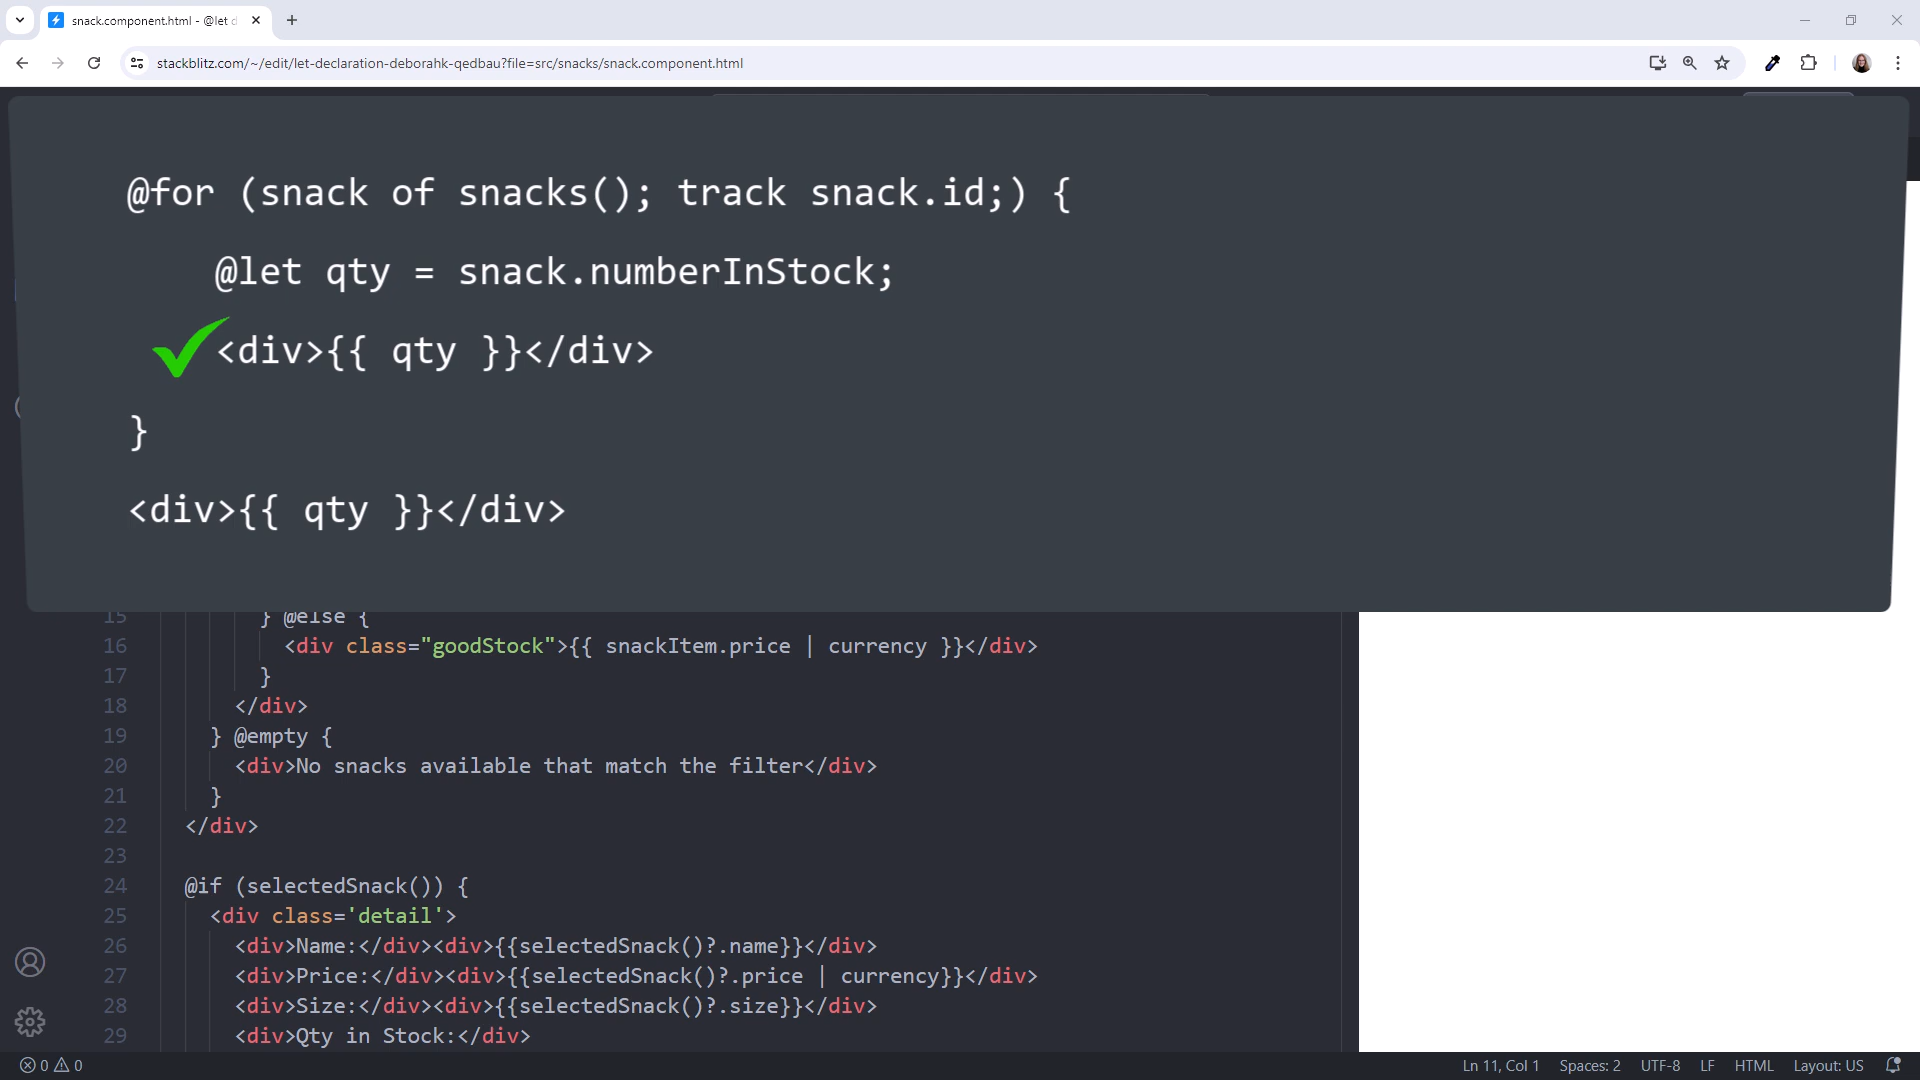 snack.component.html - @let d
stackblitz.com/~/edit/let-declaration-deborahk-qedbau?file=src/snacks/snack.component.html
@for (snack of snacks(); track snack.id;) {
@let qty = snack.numberInStock;
<div>{{ qty }}</div>
}
<div>{{ qty }}</div>
15 } @else {
16 <div class="goodStock">{{ snackItem.price | currency }}</div>
17 }
18 </div>
19 } @empty {
20 <div>No snacks available that match the filter</div>
21 }
22 </div>
23
24 @if (selectedSnack()) {
25 <div class='detail'>
26 <div>Name:</div><div>{{selectedSnack()?.name}}</div>
27 <div>Price:</div><div>{{selectedSnack()?.price | currency}}</div>
28 <div>Size:</div><div>{{selectedSnack()?.size}}</div>
29 <div>Qty in Stock:</div>
0 0 Ln 11, Col 1 Spaces: 2 UTF-8 LF HTML Layout: US